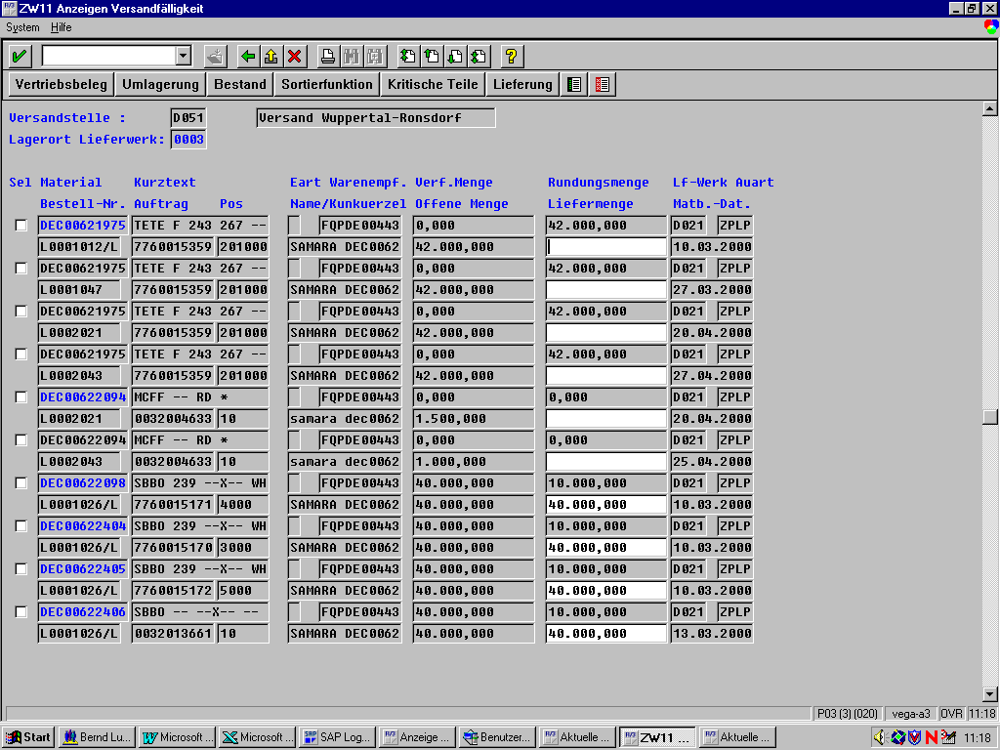 ZW11 Anzeigen Versandfälligkeit
System Hilfe
Vertriebsbeleg Umlagerung Bestand Sortierfunktion Kritische Teile Lieferung
Versandstelle : D051 Versand Wuppertal-Ronsdorf
Lagerort Lieferwerk: 0003
Sel Material Kurztext Eart Warenempf. Verf.Menge Rundungsmenge Lf-Werk Auart
Bestell-Nr. Auftrag Pos Name/Kunkuerzel Offene Menge Liefermenge Matb.-Dat.
DEC00621975 TETE F 243 267 -- FQPDE00443 0,000 42.000,000 D021 ZPLP
L0001012/L 7760015359 201000 SAMARA DEC0062 42.000,000 10.03.2000
DEC00621975 TETE F 243 267 -- FQPDE00443 0,000 42.000,000 D021 ZPLP
L0001047 7760015359 201000 SAMARA DEC0062 42.000,000 27.03.2000
DEC00621975 TETE F 243 267 -- FQPDE00443 0,000 42.000,000 D021 ZPLP
L0002021 7760015359 201000 SAMARA DEC0062 42.000,000 20.04.2000
DEC00621975 TETE F 243 267 -- FQPDE00443 0,000 42.000,000 D021 ZPLP
L0002043 7760015359 201000 SAMARA DEC0062 42.000,000 27.04.2000
DEC00622094 MCFF -- RD * FQPDE00443 0,000 0,000 D021 ZPLP
L0002021 0032004633 10 samara dec0062 1.500,000 20.04.2000
DEC00622094 MCFF -- RD * FQPDE00443 0,000 0,000 D021 ZPLP
L0002043 0032004633 10 samara dec0062 1.000,000 25.04.2000
DEC00622098 SBBO 239 --X-- WH FQPDE00443 40.000,000 10.000,000 D021 ZPLP
L0001026/L 7760015171 4000 SAMARA DEC0062 40.000,000 40.000,000 10.03.2000
DEC00622404 SBBO 239 --X-- WH FQPDE00443 40.000,000 10.000,000 D021 ZPLP
L0001026/L 7760015170 3000 SAMARA DEC0062 40.000,000 40.000,000 10.03.2000
DEC00622405 SBBO 239 --X-- WH FQPDE00443 40.000,000 10.000,000 D021 ZPLP
L0001026/L 7760015172 5000 SAMARA DEC0062 40.000,000 40.000,000 10.03.2000
DEC00622406 SBBO -- --X-- -- FQPDE00443 40.000,000 10.000,000 D021 ZPLP
L0001026/L 0032013661 10 SAMARA DEC0062 40.000,000 40.000,000 13.03.2000
P03 (3) (020) vega-a3 OVR 11:18
Start Bernd Lu... Microsoft ... Microsoft ... SAP Log... Anzeige ... Benutzer... Aktuelle ... ZW11 ... Aktuelle ... 11:18